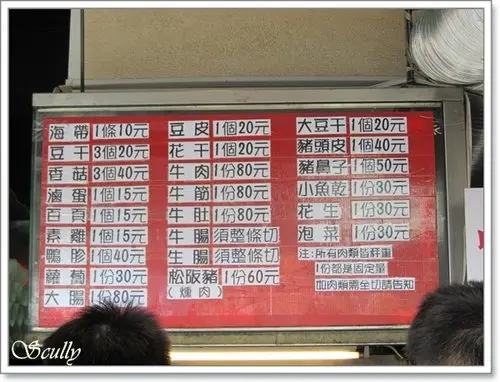 海帶 1條10元
豆干 3個20元
香菇 3個40元
滷蛋 1個15元
百頁 1個15元
素雞 1個15元
鴨胗 1個40元
蘿蔔 1份30元
大腸 1份80元
豆皮 1個20元
花干 1個20元
牛肉 1份80元
牛筋 1份80元
牛肚 1份80元
牛腸 須整條切
生腸 須整條切
松阪豬 1份60元
(燻肉)
大豆干 1個20元
豬頭皮 1個40元
豬鼻子 1個50元
小魚乾 1份30元
花生 1份30元
泡菜 1份30元
注:所有肉類皆秤重
1份都是固定量
如肉類需全切請告知
Scully